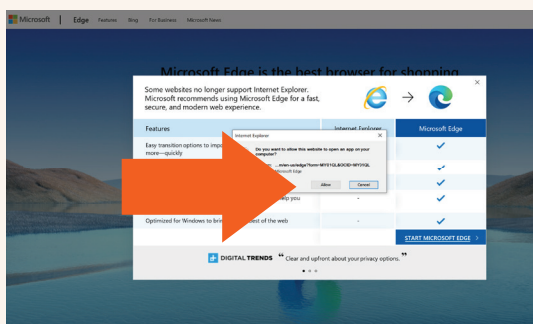 Microsoft Edge Features Bing For Business Microsoft News
Microsoft Edge is the best browser for shopping
Some websites no longer support Internet Explorer.
Microsoft recommends using Microsoft Edge for a fast,
secure, and modern web experience.
Features Internet Explorer Microsoft Edge
Easy transition options to
more—quickly
Internet Explorer
Do you want to allow this website to open an app on your
computer?
Microsoft Edge
Allow Cancel
help you -
Optimized for Windows to bring of the web -
START MICROSOFT EDGE >
DIGITAL TRENDS “ Clear and upfront about your privacy options. ”